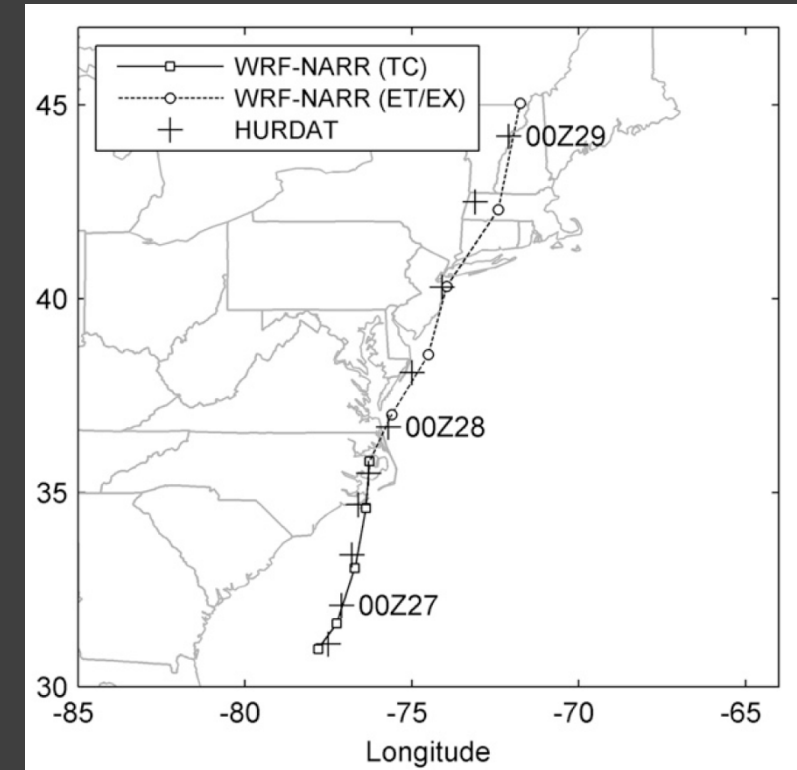 WRF-NARR (TC)
WRF-NARR (ET/EX)
HURDAT
45
00Z29
40
00Z28
35
00Z27
30
-85 -80 -75 -70 -65
Longitude